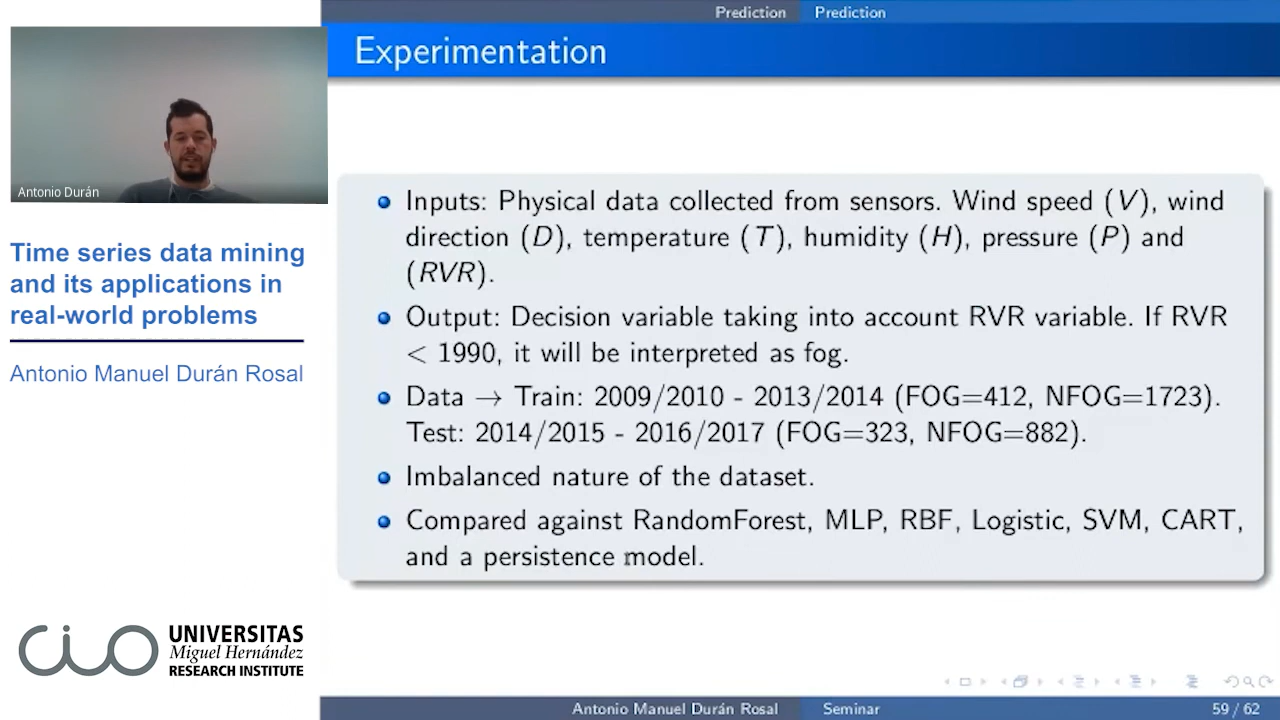 Prediction Prediction
Experimentation
Antonio Durán
Time series data mining
and its applications in
real-world problems
Antonio Manuel Durán Rosal
Inputs: Physical data collected from sensors. Wind speed (V), wind
direction (D), temperature (T), humidity (H), pressure (P) and
(RVR).
Output: Decision variable taking into account RVR variable. If RVR
< 1990, it will be interpreted as fog.
Data → Train: 2009/2010 - 2013/2014 (FOG=412, NFOG=1723).
Test: 2014/2015 - 2016/2017 (FOG=323, NFOG=882).
Imbalanced nature of the dataset.
Compared against RandomForest, MLP, RBF, Logistic, SVM, CART,
and a persistence model.
CIO
UNIVERSITAS
Miguel Hernández
RESEARCH INSTITUTE
Antonio Manuel Durán Rosal Seminar 59 / 62